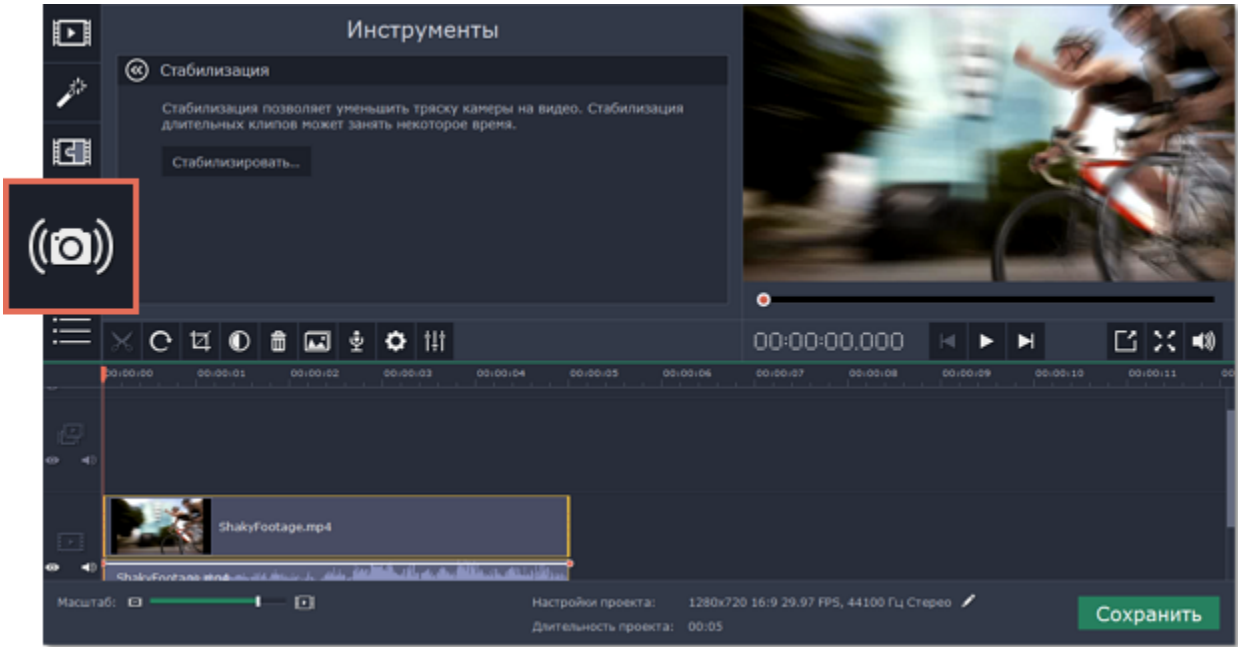 Инструменты
Стабилизация
Стабилизация позволяет уменьшить тряску камеры на видео. Стабилизация
длительных клипов может занять некоторое время.
Стабилизировать...
00:00:00.000
00:00:00 00:00:01 00:00:02 00:00:03 00:00:04 00:00:05 00:00:06 00:00:07 00:00:08 00:00:09 00:00:10 00:00:11 00
ShakyFootage.mp4
ShakyFootage.mp4
Масштаб:
Настройки проекта: 1280x720 16:9 29.97 FPS, 44100 Гц Стерео
Длительность проекта: 00:05
Сохранить